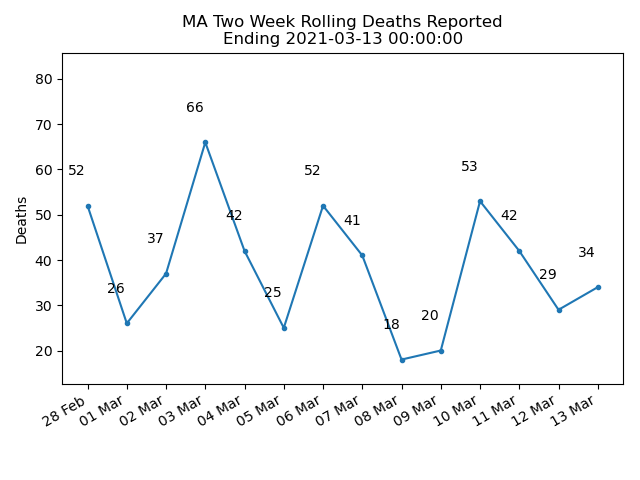 MA Two Week Rolling Deaths Reported
Ending 2021-03-13 00:00:00
Deaths
80
70
60
50
40
30
20
52
26
37
66
42
25
52
41
18
20
53
42
29
34
28 Feb
01 Mar
02 Mar
03 Mar
04 Mar
05 Mar
06 Mar
07 Mar
08 Mar
09 Mar
10 Mar
11 Mar
12 Mar
13 Mar